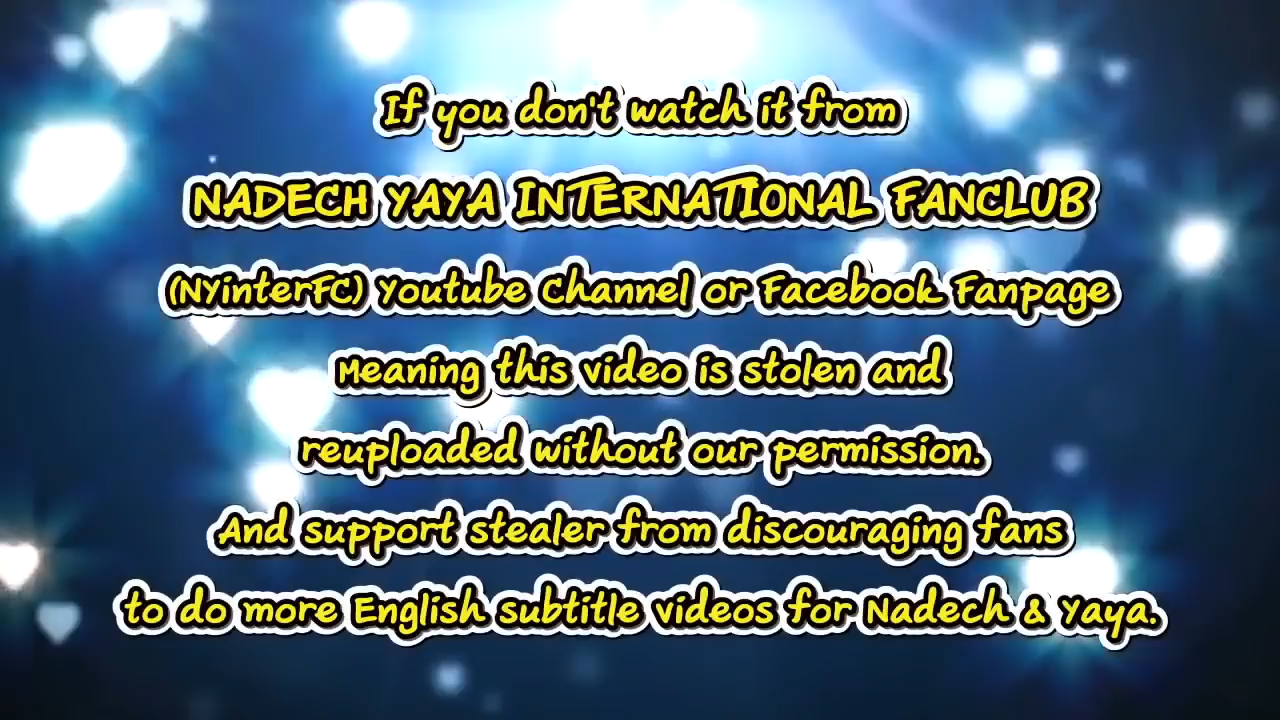 If you don't watch it from
NADECH YAYA INTERNATIONAL FANCLUB
(NYinterFC) Youtube Channel or Facebook Fanpage
Meaning this video is stolen and
reuploaded without our permission.
And support stealer from discouraging fans
to do more English subtitle videos for Nadech & Yaya.